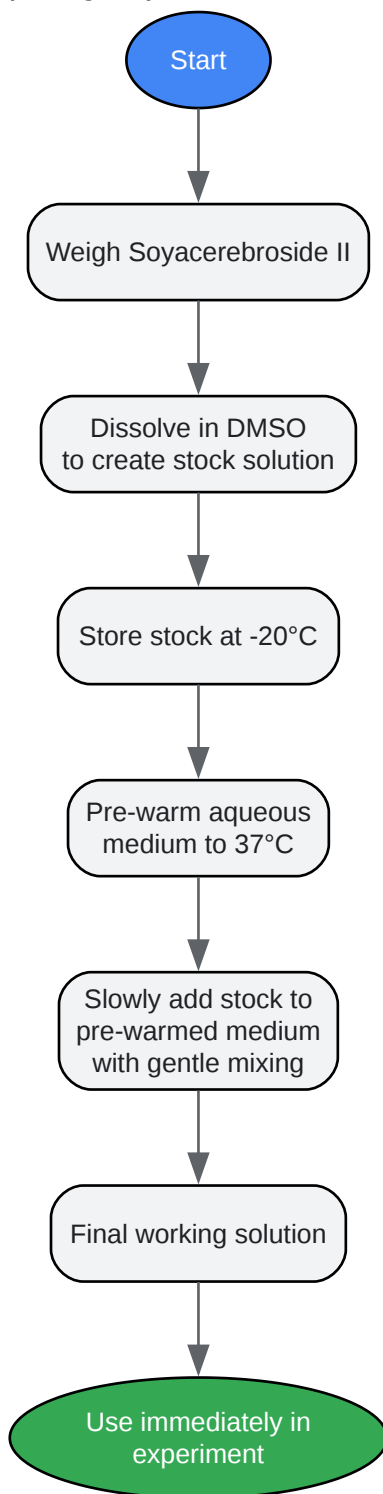 Start
Weigh Soyacerebroside II
Dissolve in DMSO
to create stock solution
Store stock at -20°C
Pre-warm aqueous
medium to 37°C
Slowly add stock to
pre-warmed medium
with gentle mixing
Final working solution
Use immediately in
experiment